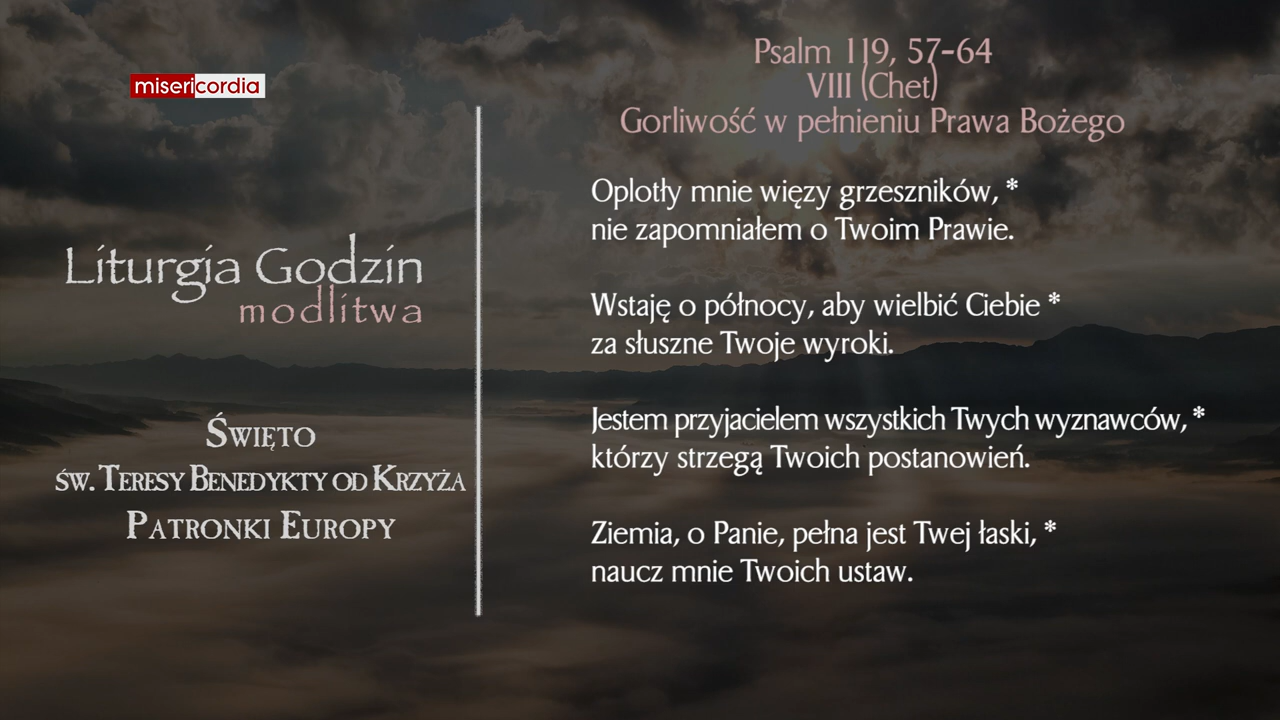 misericordia
Liturgia Godzin
modlitwa
Święto
św. Teresy Benedykty od Krzyża
Patronki Europy
Psalm 119, 57-64
VIII (Chet)
Gorliwość w pełnieniu Prawa Bożego
Oplotły mnie więzy grzeszników, *
nie zapomniałem o Twoim Prawie.
Wstaję o północy, aby wielbić Ciebie *
za słuszne Twoje wyroki.
Jestem przyjacielem wszystkich Twych wyznawców, *
którzy strzegą Twoich postanowień.
Ziemia, o Panie, pełna jest Twej łaski, *
naucz mnie Twoich ustaw.